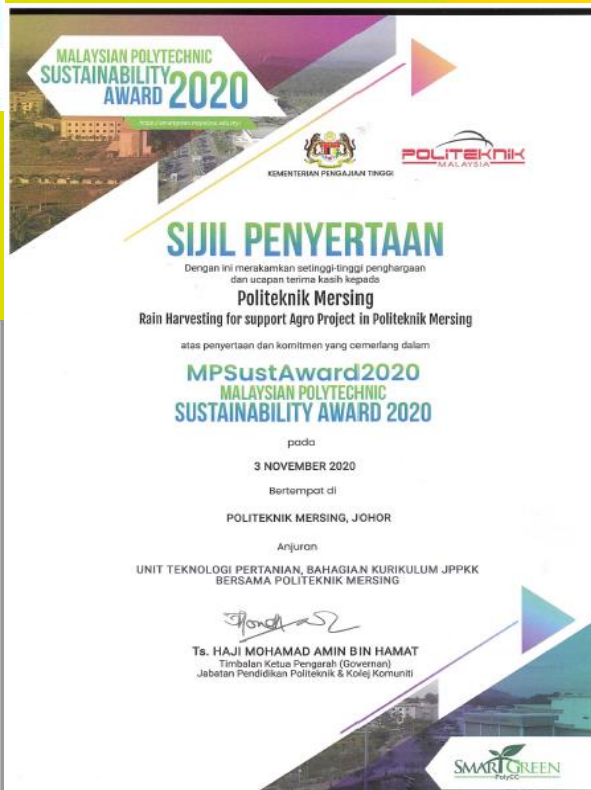 MALAYSIAN POLYTECHNIC
SUSTAINABILITY
AWARD 2020
KEMENTERIAN PENGAJIAN TINGGI
POLITEKNIK
MALAYSIA
SIJIL PENYERTAAN
Dengan ini merakamkan setinggi-tinggi penghargaan
dan ucapan terima kasih kepada
Politeknik Mersing
Rain Harvesting for support Agro Project in Politeknik Mersing
atas penyertaan dan komitmen yang cemerlang dalam
MPSustAward2020
MALAYSIAN POLYTECHNIC
SUSTAINABILITY AWARD 2020
pada
3 NOVEMBER 2020
Bertempat di
POLITEKNIK MERSING, JOHOR
Anjuran
UNIT TEKNOLOGI PERTANIAN, BAHAGIAN KURIKULUM JPPKK
BERSAMA POLITEKNIK MERSING
Ts. HAJI MOHAMAD AMIN BIN HAMAT
Timbalan Ketua Pengarah (Governan)
Jabatan Pendidikan Politeknik & Kolej Komuniti
SMART GREEN
PolyCC